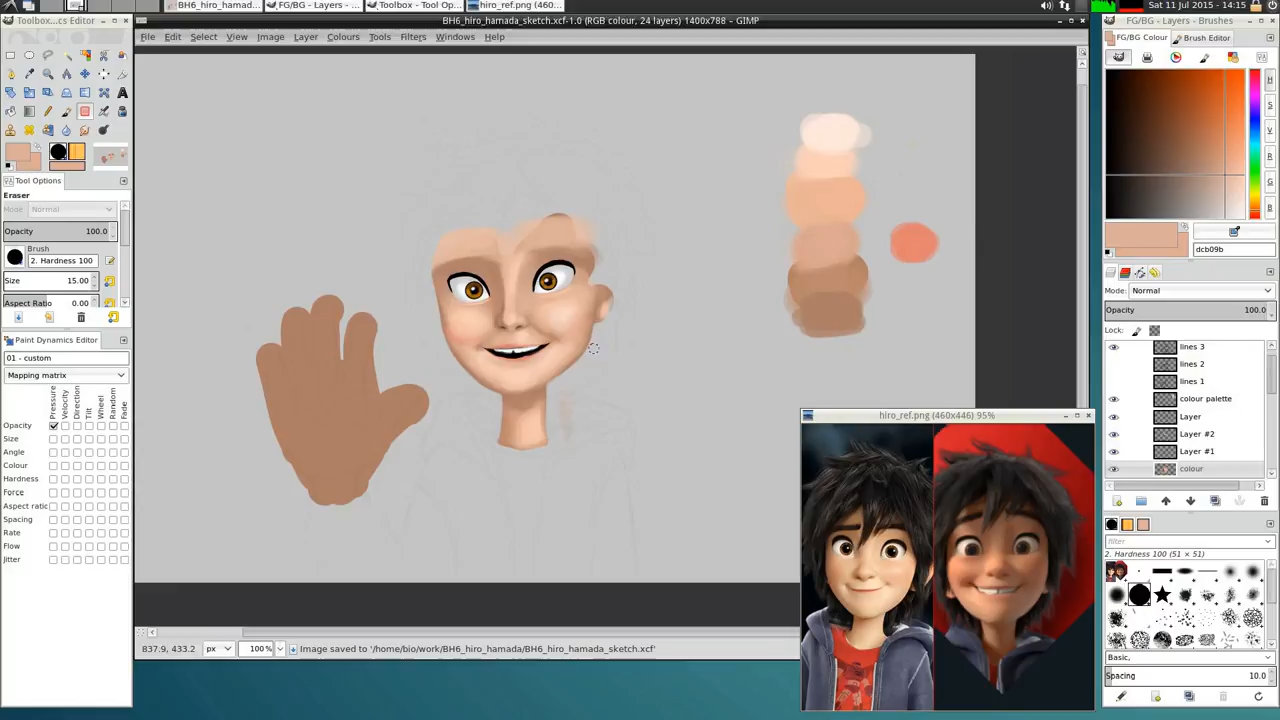 BH6_hiro_hamad...
FG/BG - Layers - ...
Toolbox - Tool Op...
hiro_ref.png (460...
Sat 11 Jul 2015 - 14:15
Toolbox...cs Editor
BH6_hiro_hamada_sketch.xcf-1.0 (RGB colour, 24 layers) 1400x788 – GIMP
FG/BG - Layers - Brushes
File Edit Select View Image Layer Colours Tools Filters Windows Help
FG/BG Colour
Brush Editor
H
S
V
R
G
B
Tool Options
Eraser
Mode: Normal
Opacity 100.0
Brush
2. Hardness 100
Size 15.00
Aspect Ratio 0.00
dcb09b
Mode: Normal
Opacity 100.0
Lock:
lines 3
lines 2
lines 1
colour palette
Layer
Layer #2
Layer #1
colour
Paint Dynamics Editor
01 - custom
Mapping matrix
Pressure
Velocity
Direction
Tilt
Wheel
Random
Fade
Opacity
Size
Angle
Colour
Hardness
Force
Aspect ratio
Spacing
Rate
Flow
Jitter
hiro_ref.png (460x446) 95%
filter
2. Hardness 100 (51 × 51)
Basic,
Spacing 10.0
837.9, 433.2 px 100% Image saved to '/home/bio/work/BH6_hiro_hamada/BH6_hiro_hamada_sketch.xcf'